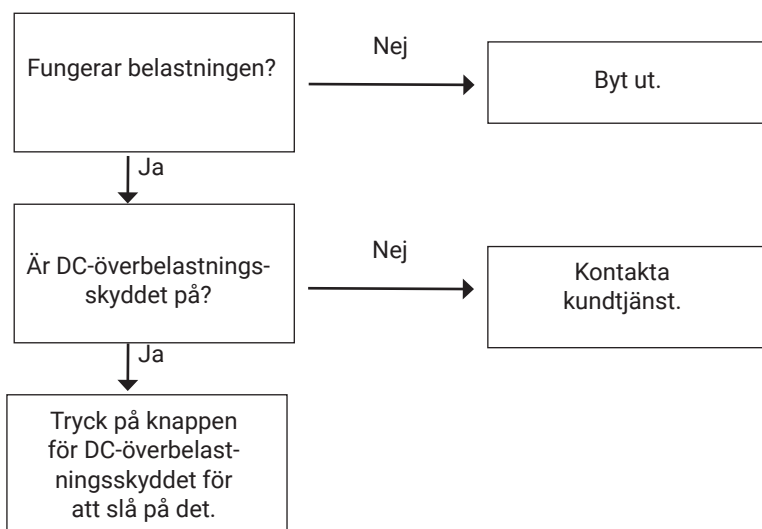 Fungerar belastningen?
Nej
Byt ut.
Ja
Är DC-överbelastnings-
skyddet på?
Nej
Kontakta
kundtjänst.
Ja
Tryck på knappen
för DC-överbelast-
ningsskyddet för
att slå på det.